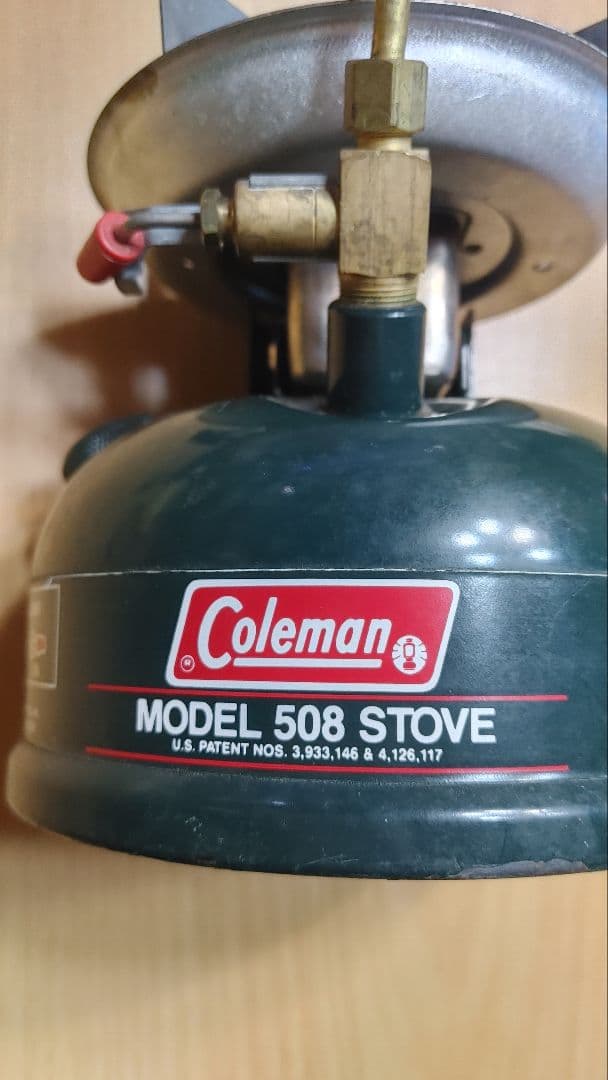 Coleman
MODEL 508 STOVE
U.S. PATENT NOS. 3,933,146 & 4,126,117